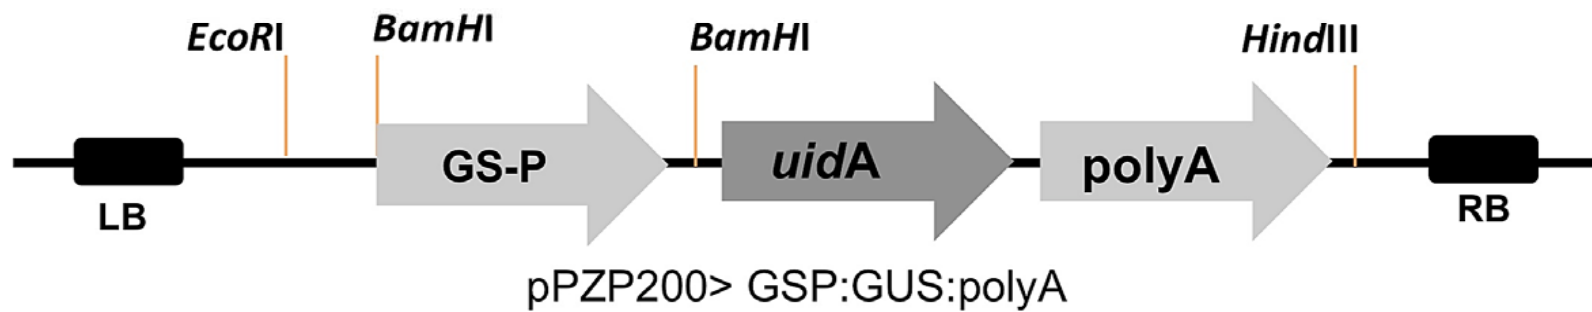 EcoRI BamHI BamHI HindIII
GS-P uidA polyA
LB RB
pPZP200> GSP:GUS:polyA